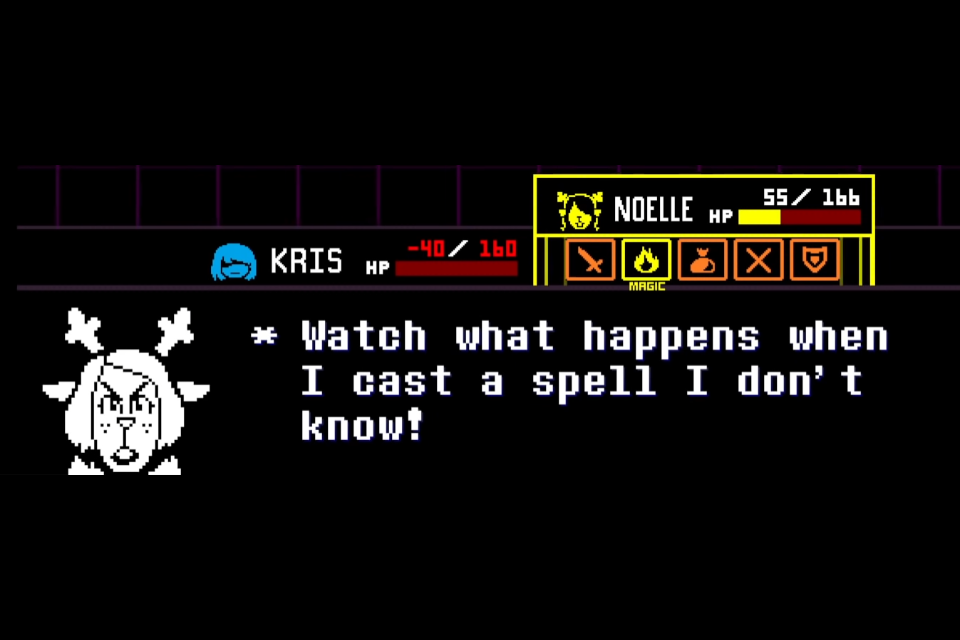 NOELLE HP 55/ 166
KRIS HP -40/ 160
MAGIC
* Watch what happens when
I cast a spell I don't
know!